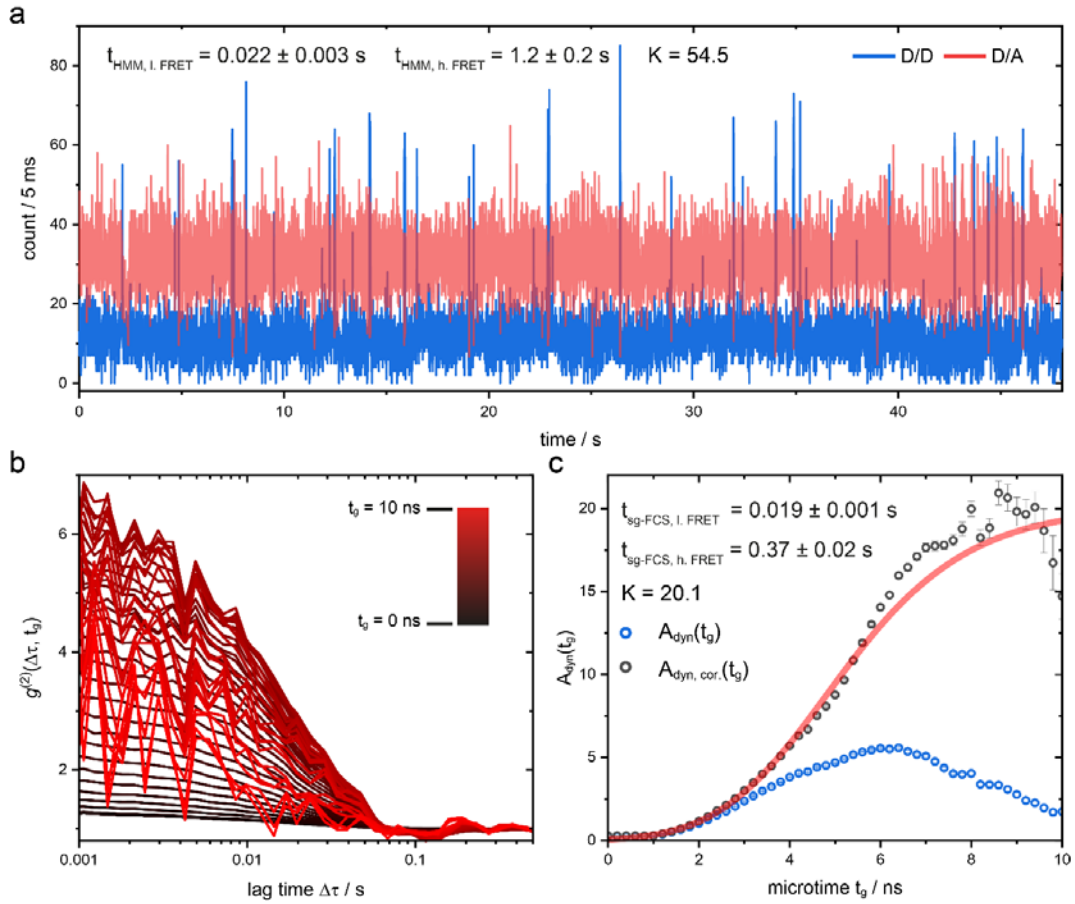 a
t_HMM, l. FRET = 0.022 ± 0.003 s t_HMM, h. FRET = 1.2 ± 0.2 s K = 54.5 D/D D/A
80
60
40
20
0
count / 5 ms
0 10 20 30 40
time / s
b
6
4
2
g^(2)(Δτ, t_g)
t_g = 10 ns
t_g = 0 ns
0.001 0.01 0.1
lag time Δτ / s
c
20
15
10
5
0
A_dyn(t_g)
t_sg-FCS, l. FRET = 0.019 ± 0.001 s
t_sg-FCS, h. FRET = 0.37 ± 0.02 s
K = 20.1
A_dyn(t_g)
A_dyn, cor.(t_g)
0 2 4 6 8 10
microtime t_g / ns